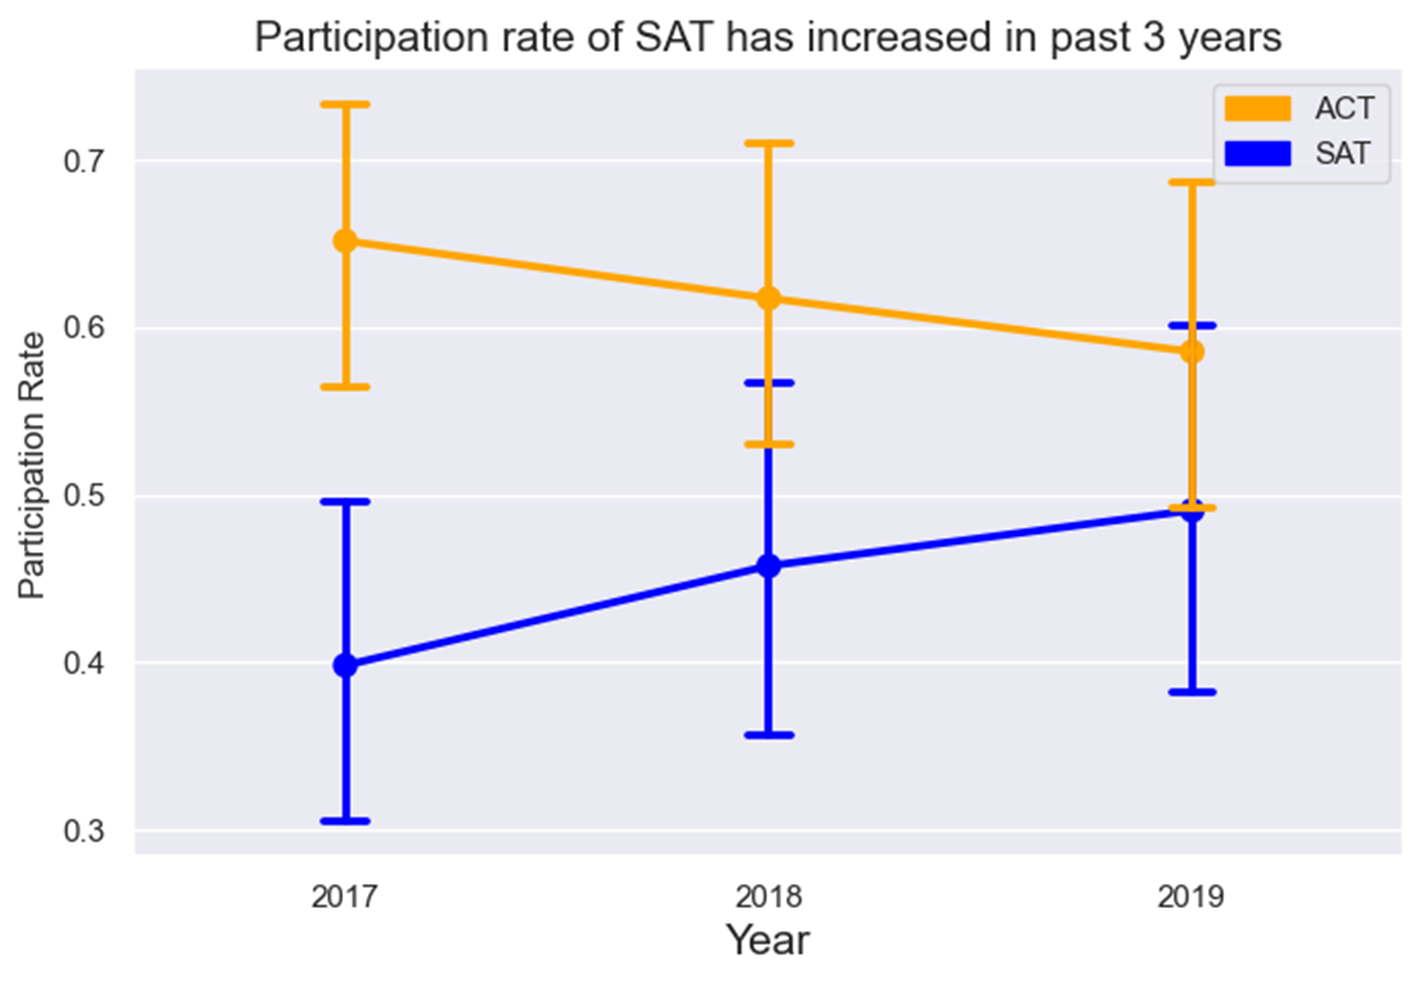 Participation rate of SAT has increased in past 3 years
ACT
SAT
0.7
0.6
0.5
0.4
0.3
Participation Rate
2017 2018 2019
Year